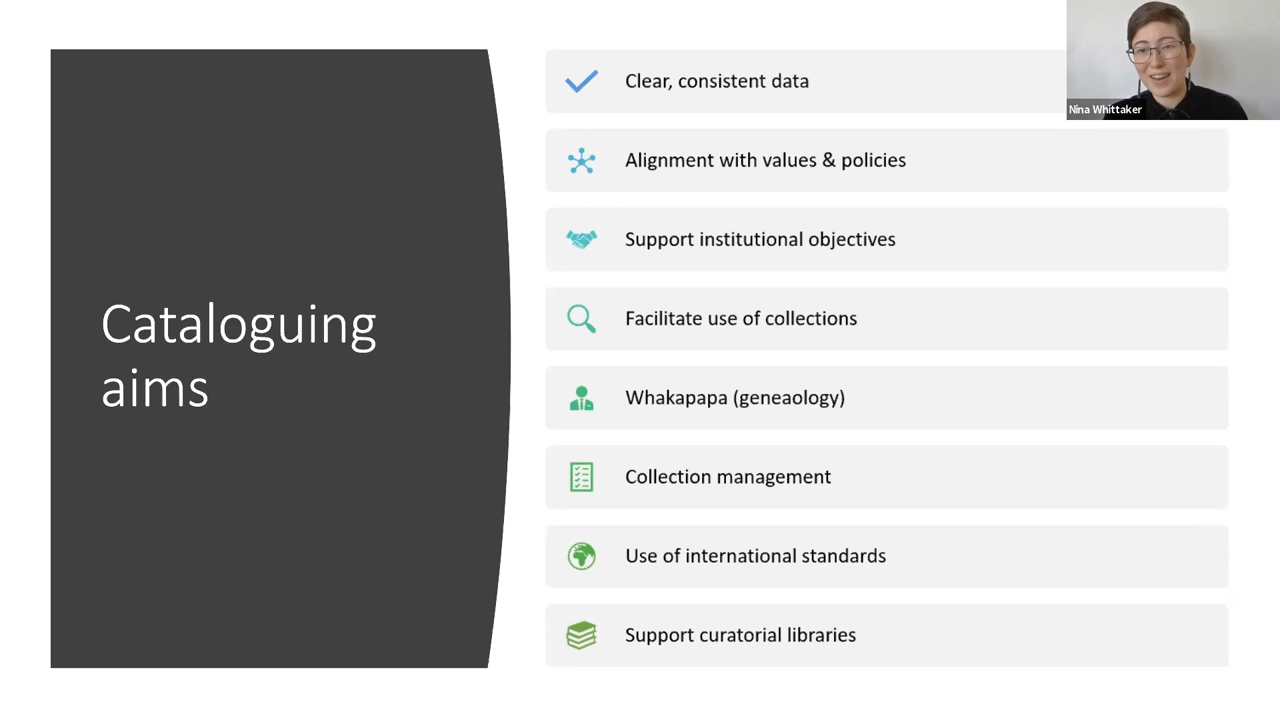 Cataloguing
aims
Clear, consistent data
Alignment with values & policies
Support institutional objectives
Facilitate use of collections
Whakapapa (geneaology)
Collection management
Use of international standards
Support curatorial libraries
Nina Whittaker